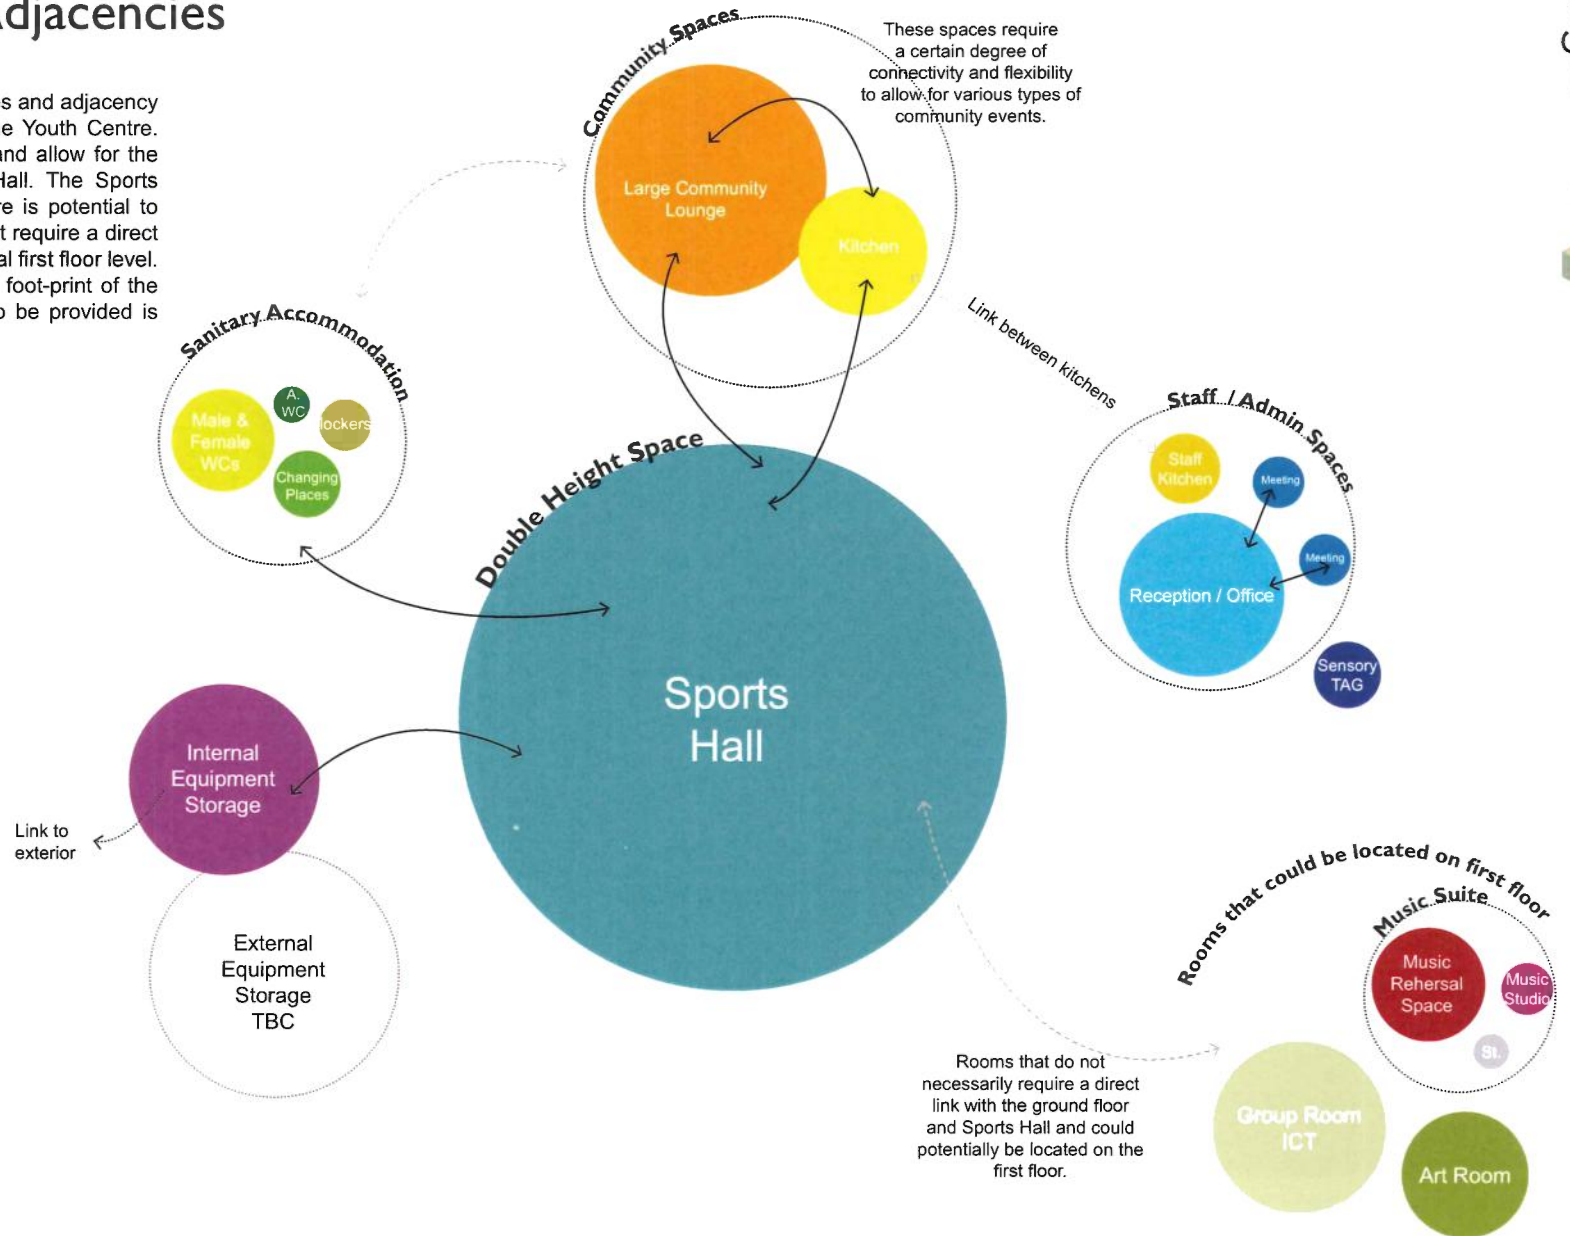 Adjacencies
s and adjacency
e Youth Centre.
and allow for the
Hall. The Sports
re is potential to
t require a direct
al first floor level.
foot-print of the
o be provided is
Community Spaces
These spaces require
a certain degree of
connectivity and flexibility
to allow for various types of
community events.
Large Community
Lounge
Kitchen
Link between kitchens
Sanitary Accommodation
Male &
Female
WCs
A.
WC
lockers
Changing
Places
Staff / Admin Spaces
Staff
Kitchen
Meeting
Meeting
Reception / Office
Sensory
TAG
Double Height Space
Sports
Hall
Internal
Equipment
Storage
Link to
exterior
External
Equipment
Storage
TBC
Rooms that could be located on first floor
Music Suite
Music
Rehersal
Space
Music
Studio
St.
Rooms that do not
necessarily require a direct
link with the ground floor
and Sports Hall and could
potentially be located on the
first floor.
Group Room
ICT
Art Room